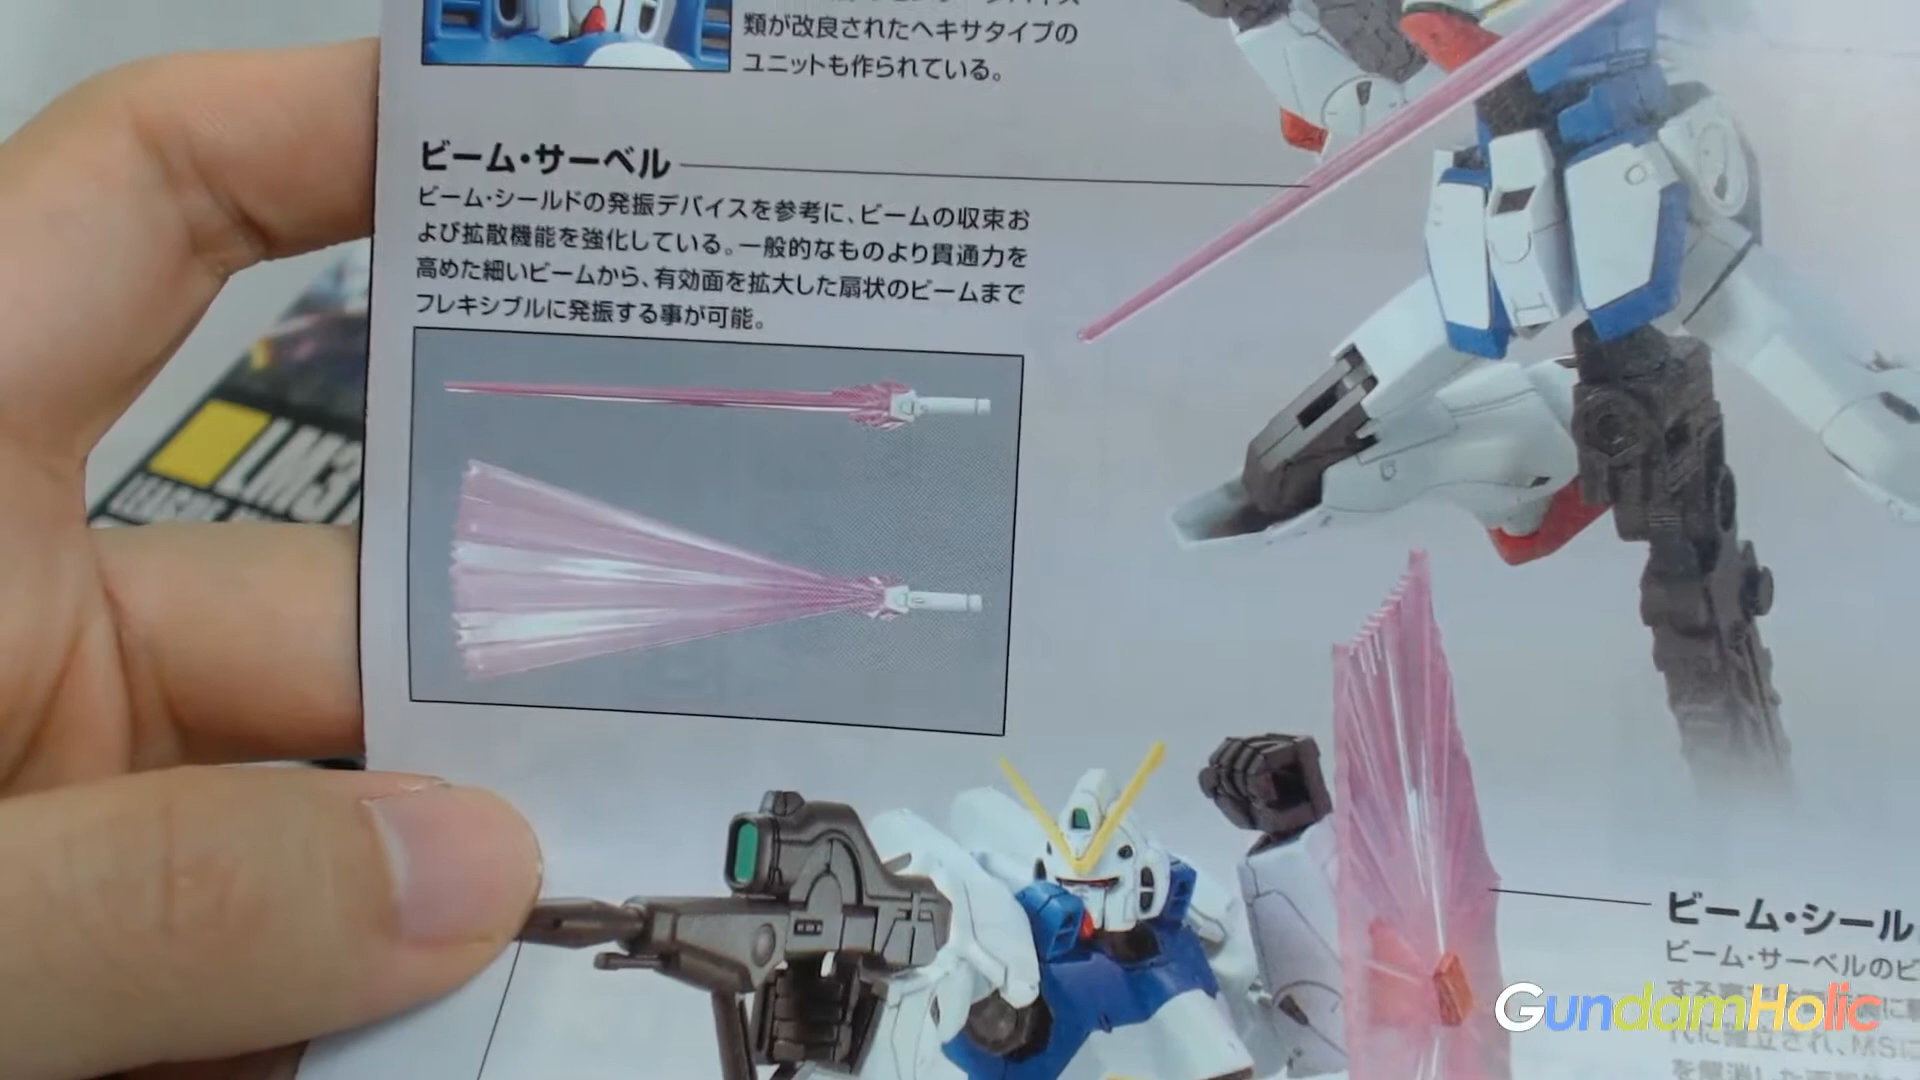 類が改良されたヘキサタイプの
ユニットも作られている。
ビーム・サーベル
ビーム・シールドの発振デバイスを参考に、ビームの収束お
よび拡散機能を強化している。一般的なものより貫通力を
高めた細いビームから、有効面を拡大した扇状のビームまで
フレキシブルに発振する事が可能。
LM3
LEAGUE
ビーム・シール
ビーム・サーベルのビ
GundamHolic